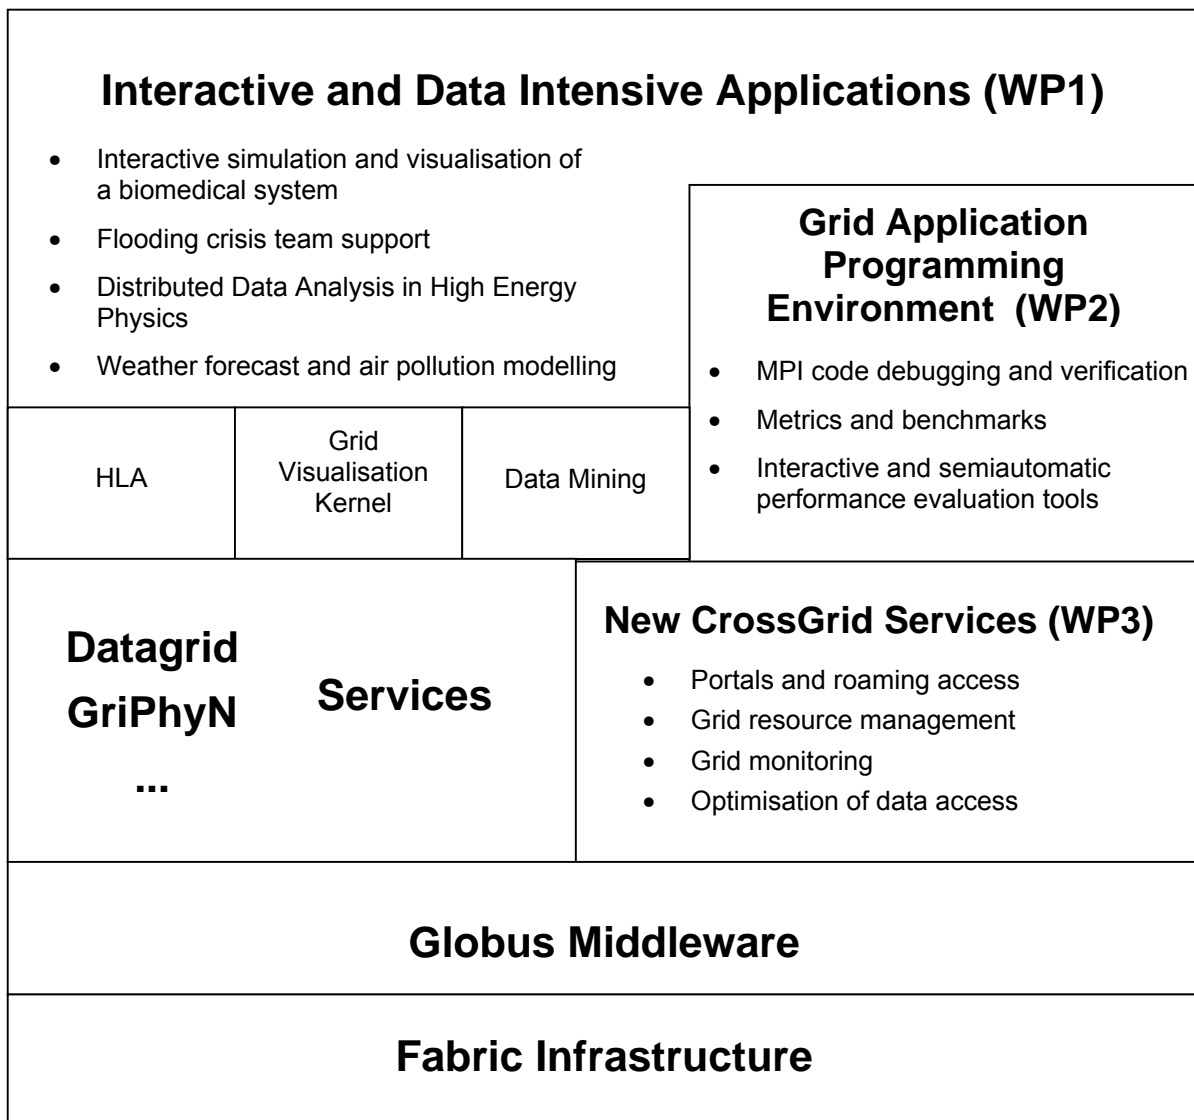 Interactive and Data Intensive Applications (WP1)
• Interactive simulation and visualisation of
a biomedical system
• Flooding crisis team support
• Distributed Data Analysis in High Energy
Physics
• Weather forecast and air pollution modelling
Grid Application
Programming
Environment (WP2)
• MPI code debugging and verification
• Metrics and benchmarks
• Interactive and semiautomatic
performance evaluation tools
HLA
Grid
Visualisation
Kernel
Data Mining
Datagrid
GriPhyN
...
Services
New CrossGrid Services (WP3)
• Portals and roaming access
• Grid resource management
• Grid monitoring
• Optimisation of data access
Globus Middleware
Fabric Infrastructure